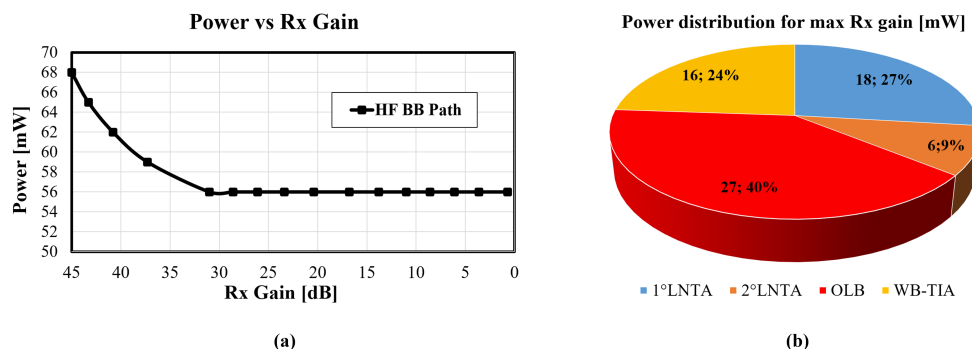 Power vs Rx Gain
70
68
66
64
62
60
58
56
54
52
50
Power [mW]
HF BB Path
45 40 35 30 25 20 15 10 5 0
Rx Gain [dB]
(a)
Power distribution for max Rx gain [mW]
16; 24%
18; 27%
6;9%
27; 40%
1°LNTA 2°LNTA OLB WB-TIA
(b)